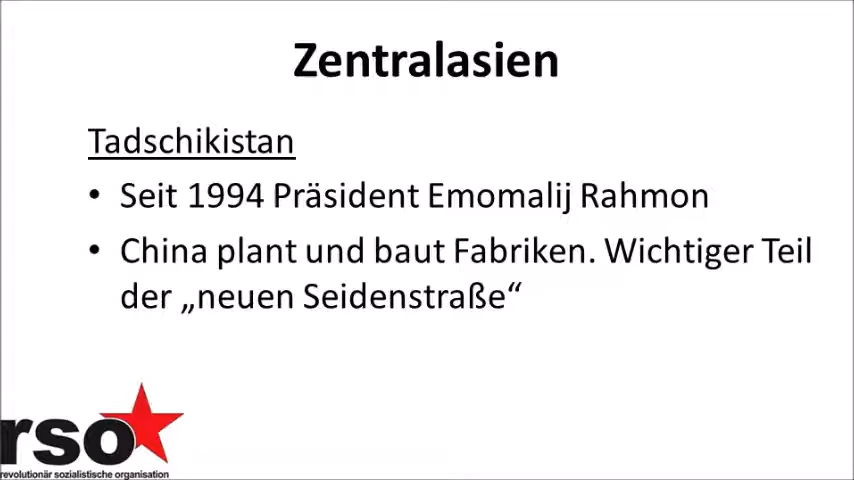 Zentralasien
Tadschikistan
• Seit 1994 Präsident Emomalij Rahmon
• China plant und baut Fabriken. Wichtiger Teil
der „neuen Seidenstraße“
rso
revolutionär sozialistische organisation